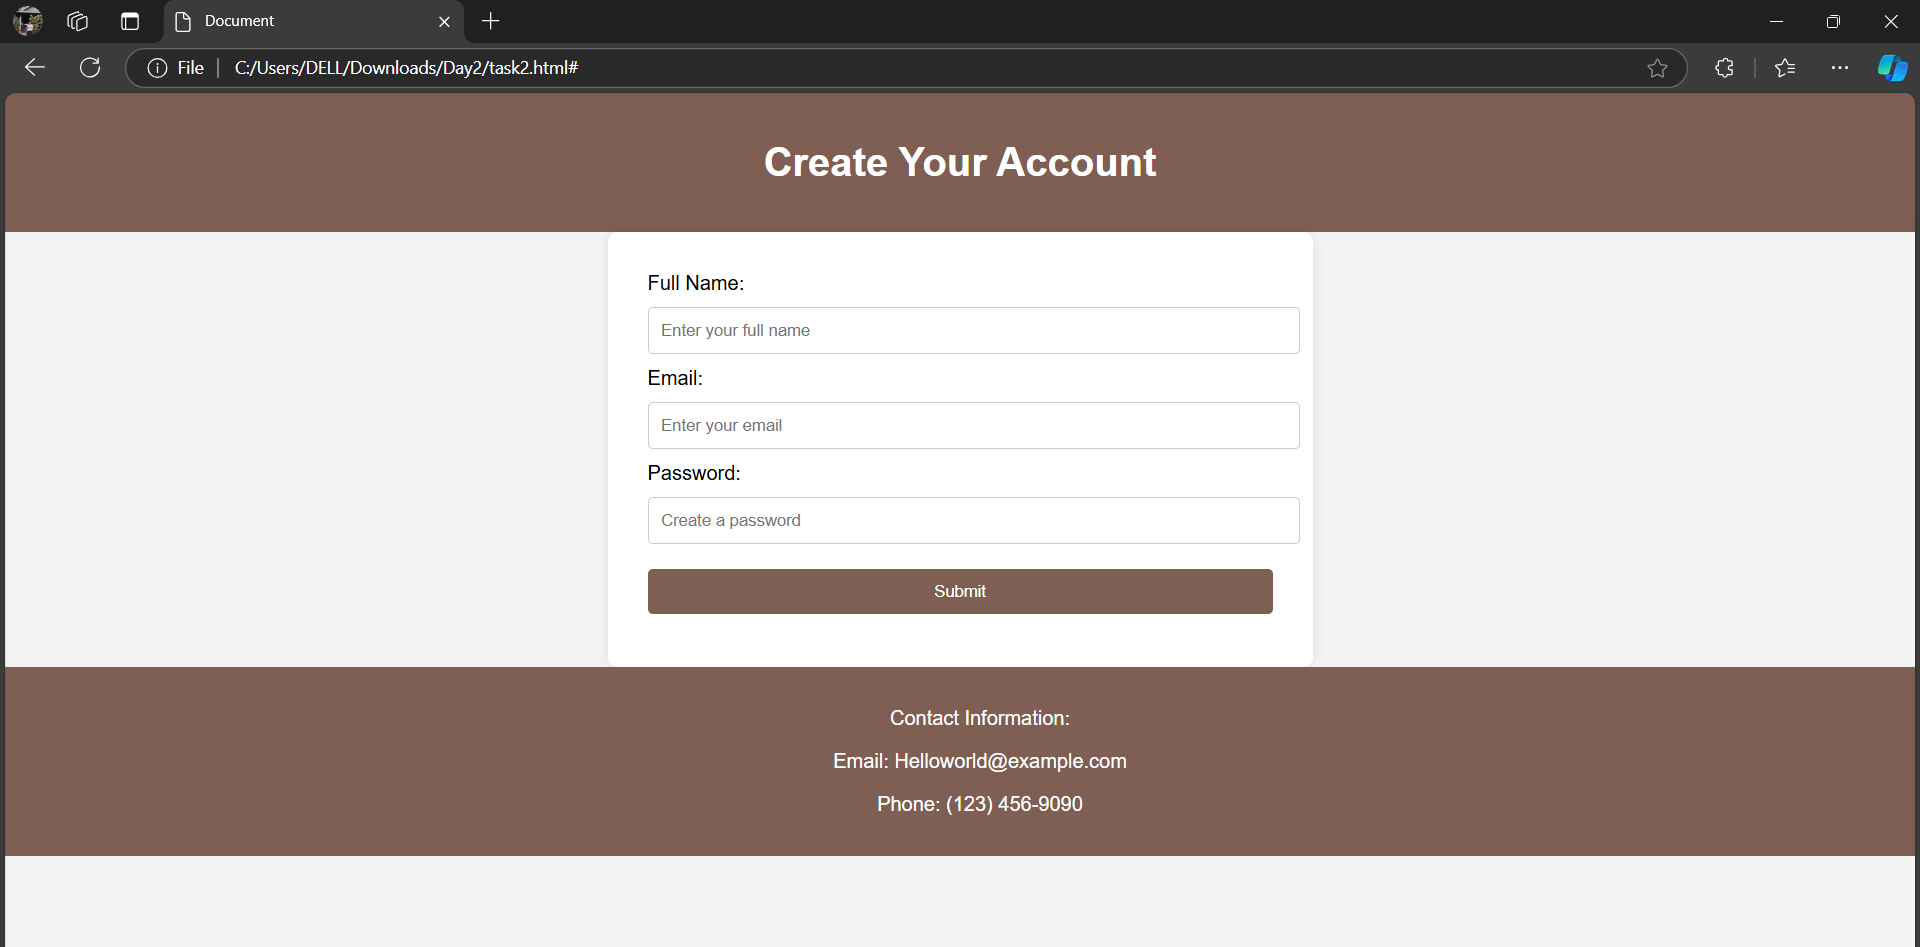 Document
File
C:/Users/DELL/Downloads/Day2/task2.html#
Create Your Account
Full Name:
Enter your full name
Email:
Enter your email
Password:
Create a password
Submit
Contact Information:
Email: Helloworld@example.com
Phone: (123) 456-9090